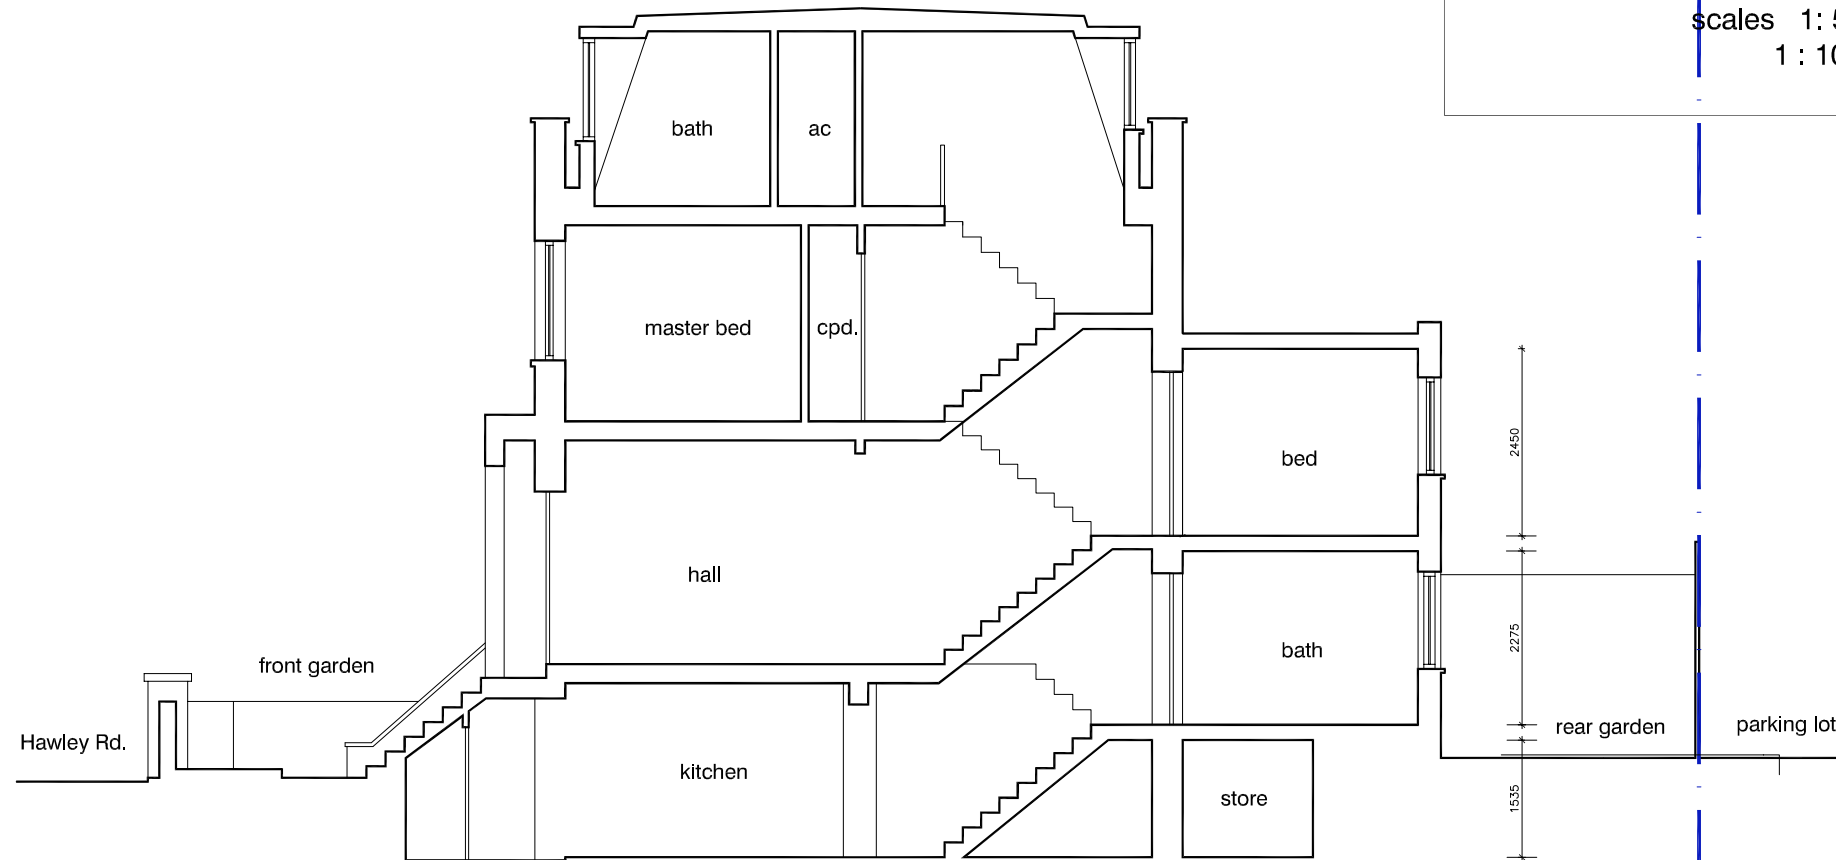 scales 1:
1 : 10
bath
ac
master bed
cpd.
2450
bed
hall
2275
bath
front garden
Hawley Rd.
rear garden
parking lot
kitchen
store
1535